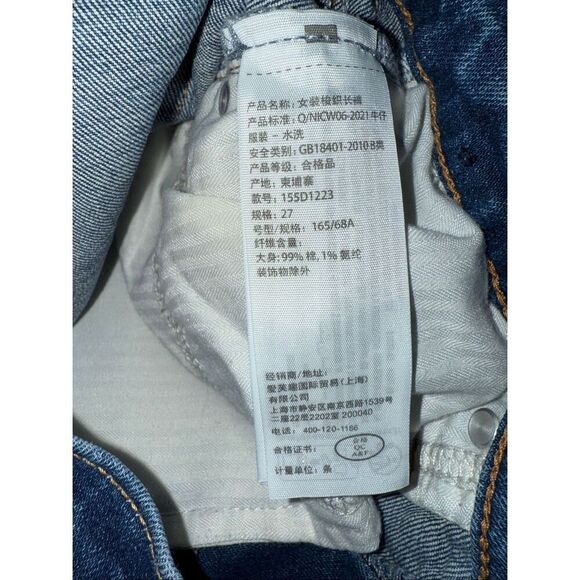 产品名称: 女装梭織长裤
产品标准: Q/NICW06-2021 牛仔
服装 - 水洗
安全类别: GB18401-2010 B类
产品等级: 合格品
产地: 柬埔寨
款号: 155D1223
规格: 27
号型/规格: 165/68A
纤维含量:
大身: 99% 棉, 1% 氨纶
装饰物除外
经销商/地址:
爱芙趣国际贸易(上海)
有限公司
上海市静安区南京西路1539号
二座22层2202室 200040
电话: 400-120-1186
合格证书:
合格
QC
A&F
计量单位: 条